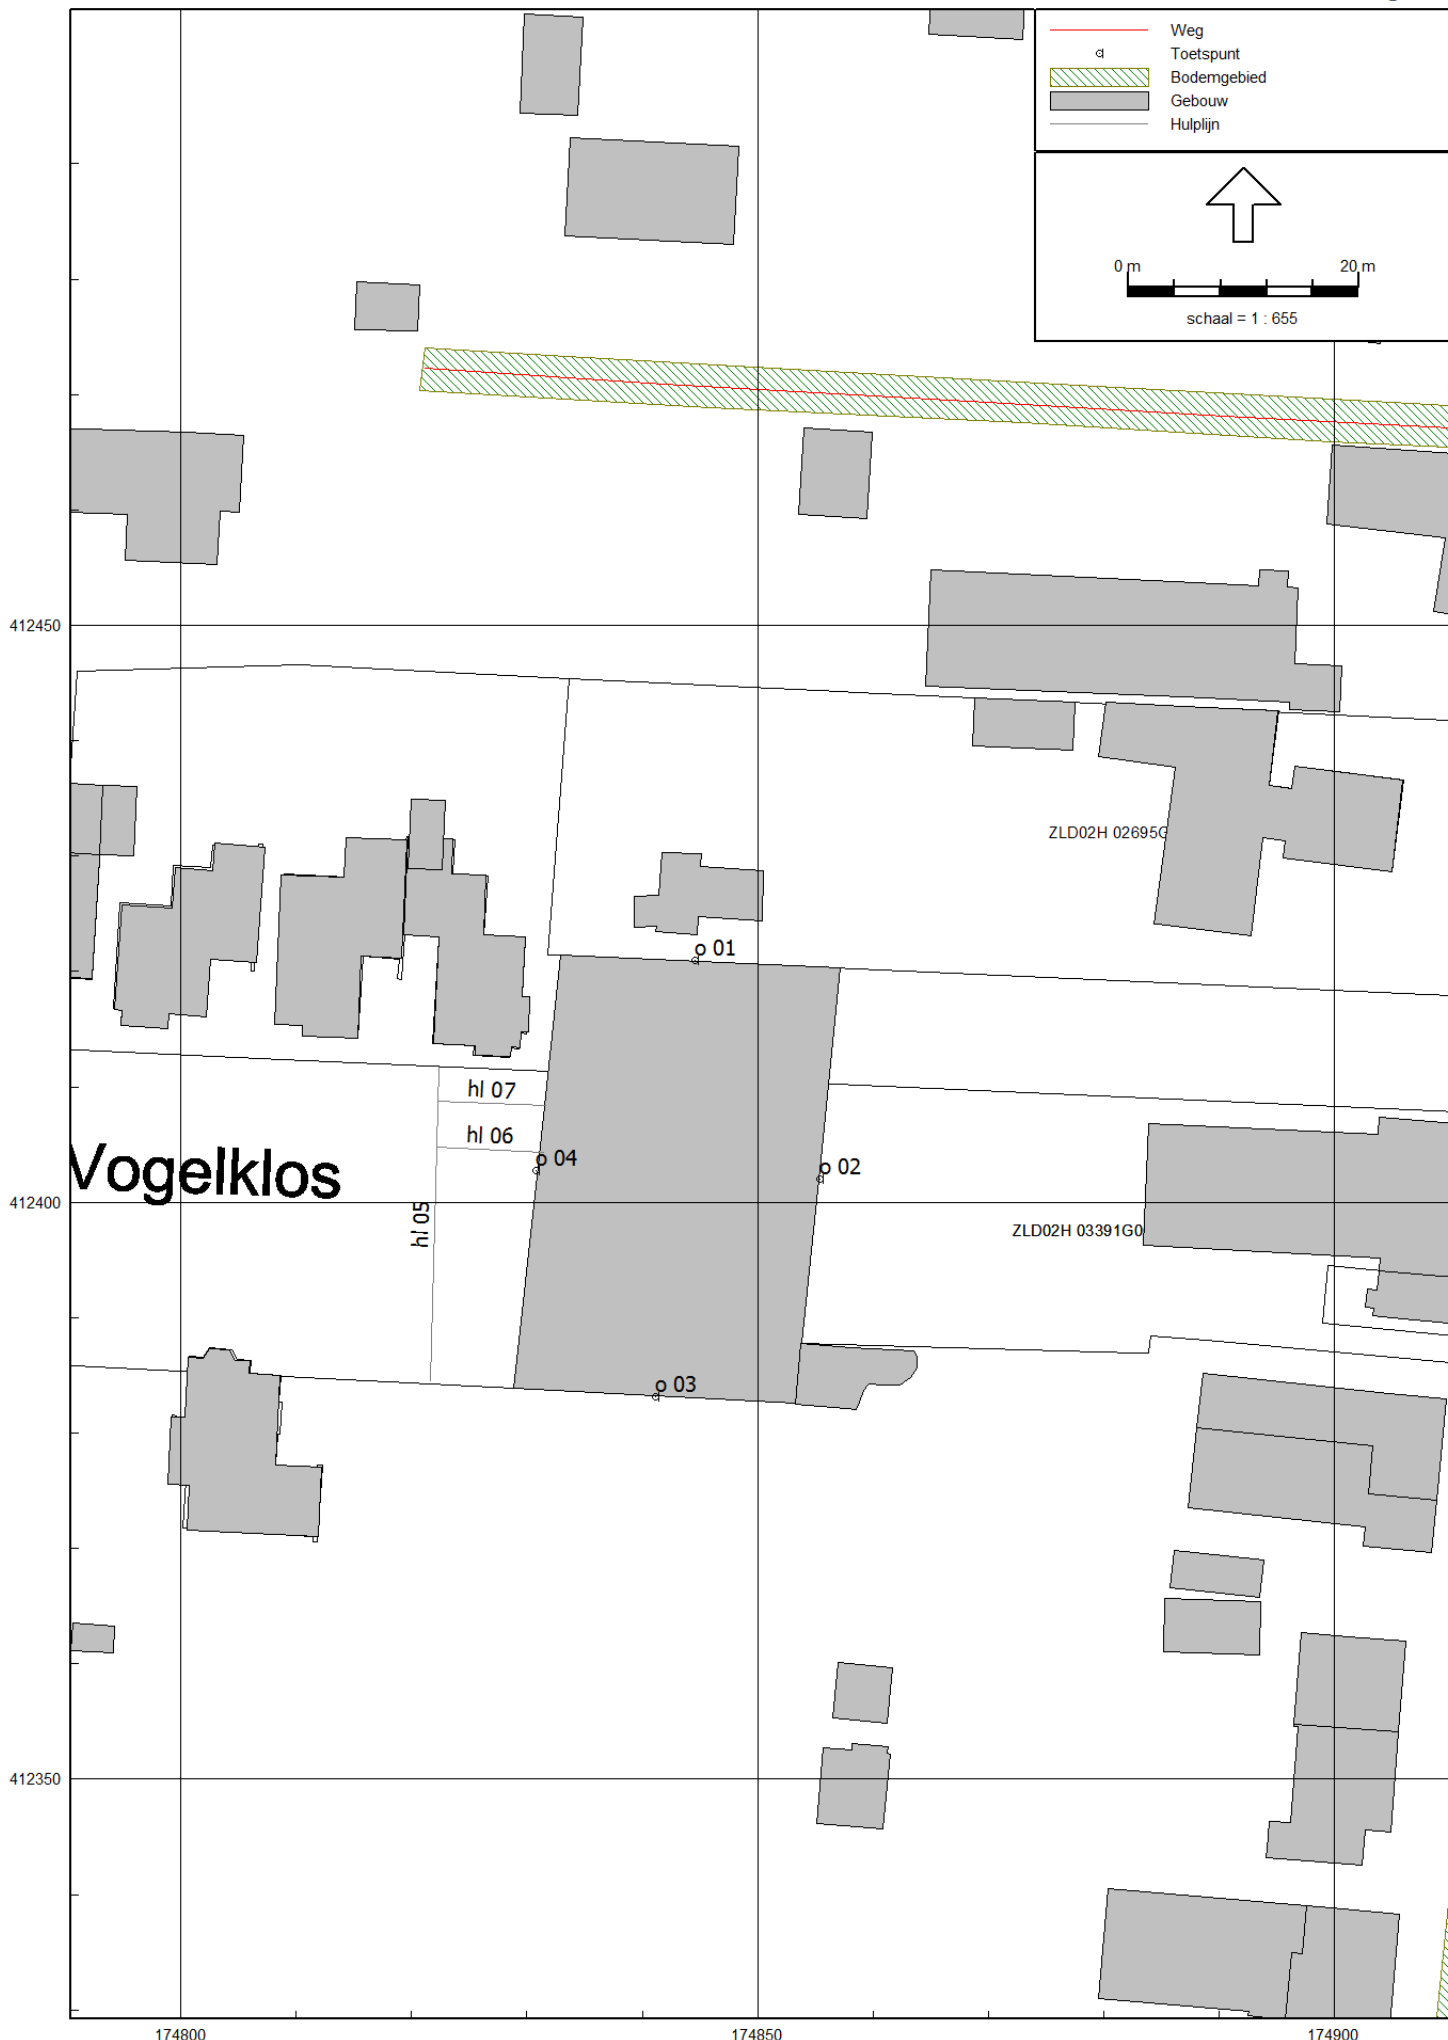 Weg
Toetspunt
Bodemgebied
Gebouw
Hulplijn
0 m 20 m
schaal = 1 : 655
412450
ZLD02H 02695G
o 01
hl 07
hl 06
o 04
o 02
Vogelklos
412400
hl 05
ZLD02H 03391G0
o 03
412350
174800 174850 174900